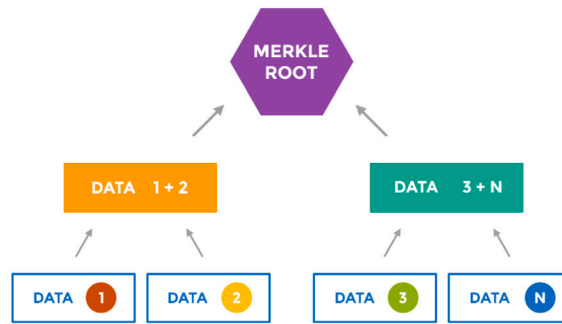 MERKLE
ROOT
DATA 1 + 2
DATA 3 + N
DATA 1
DATA 2
DATA 3
DATA N